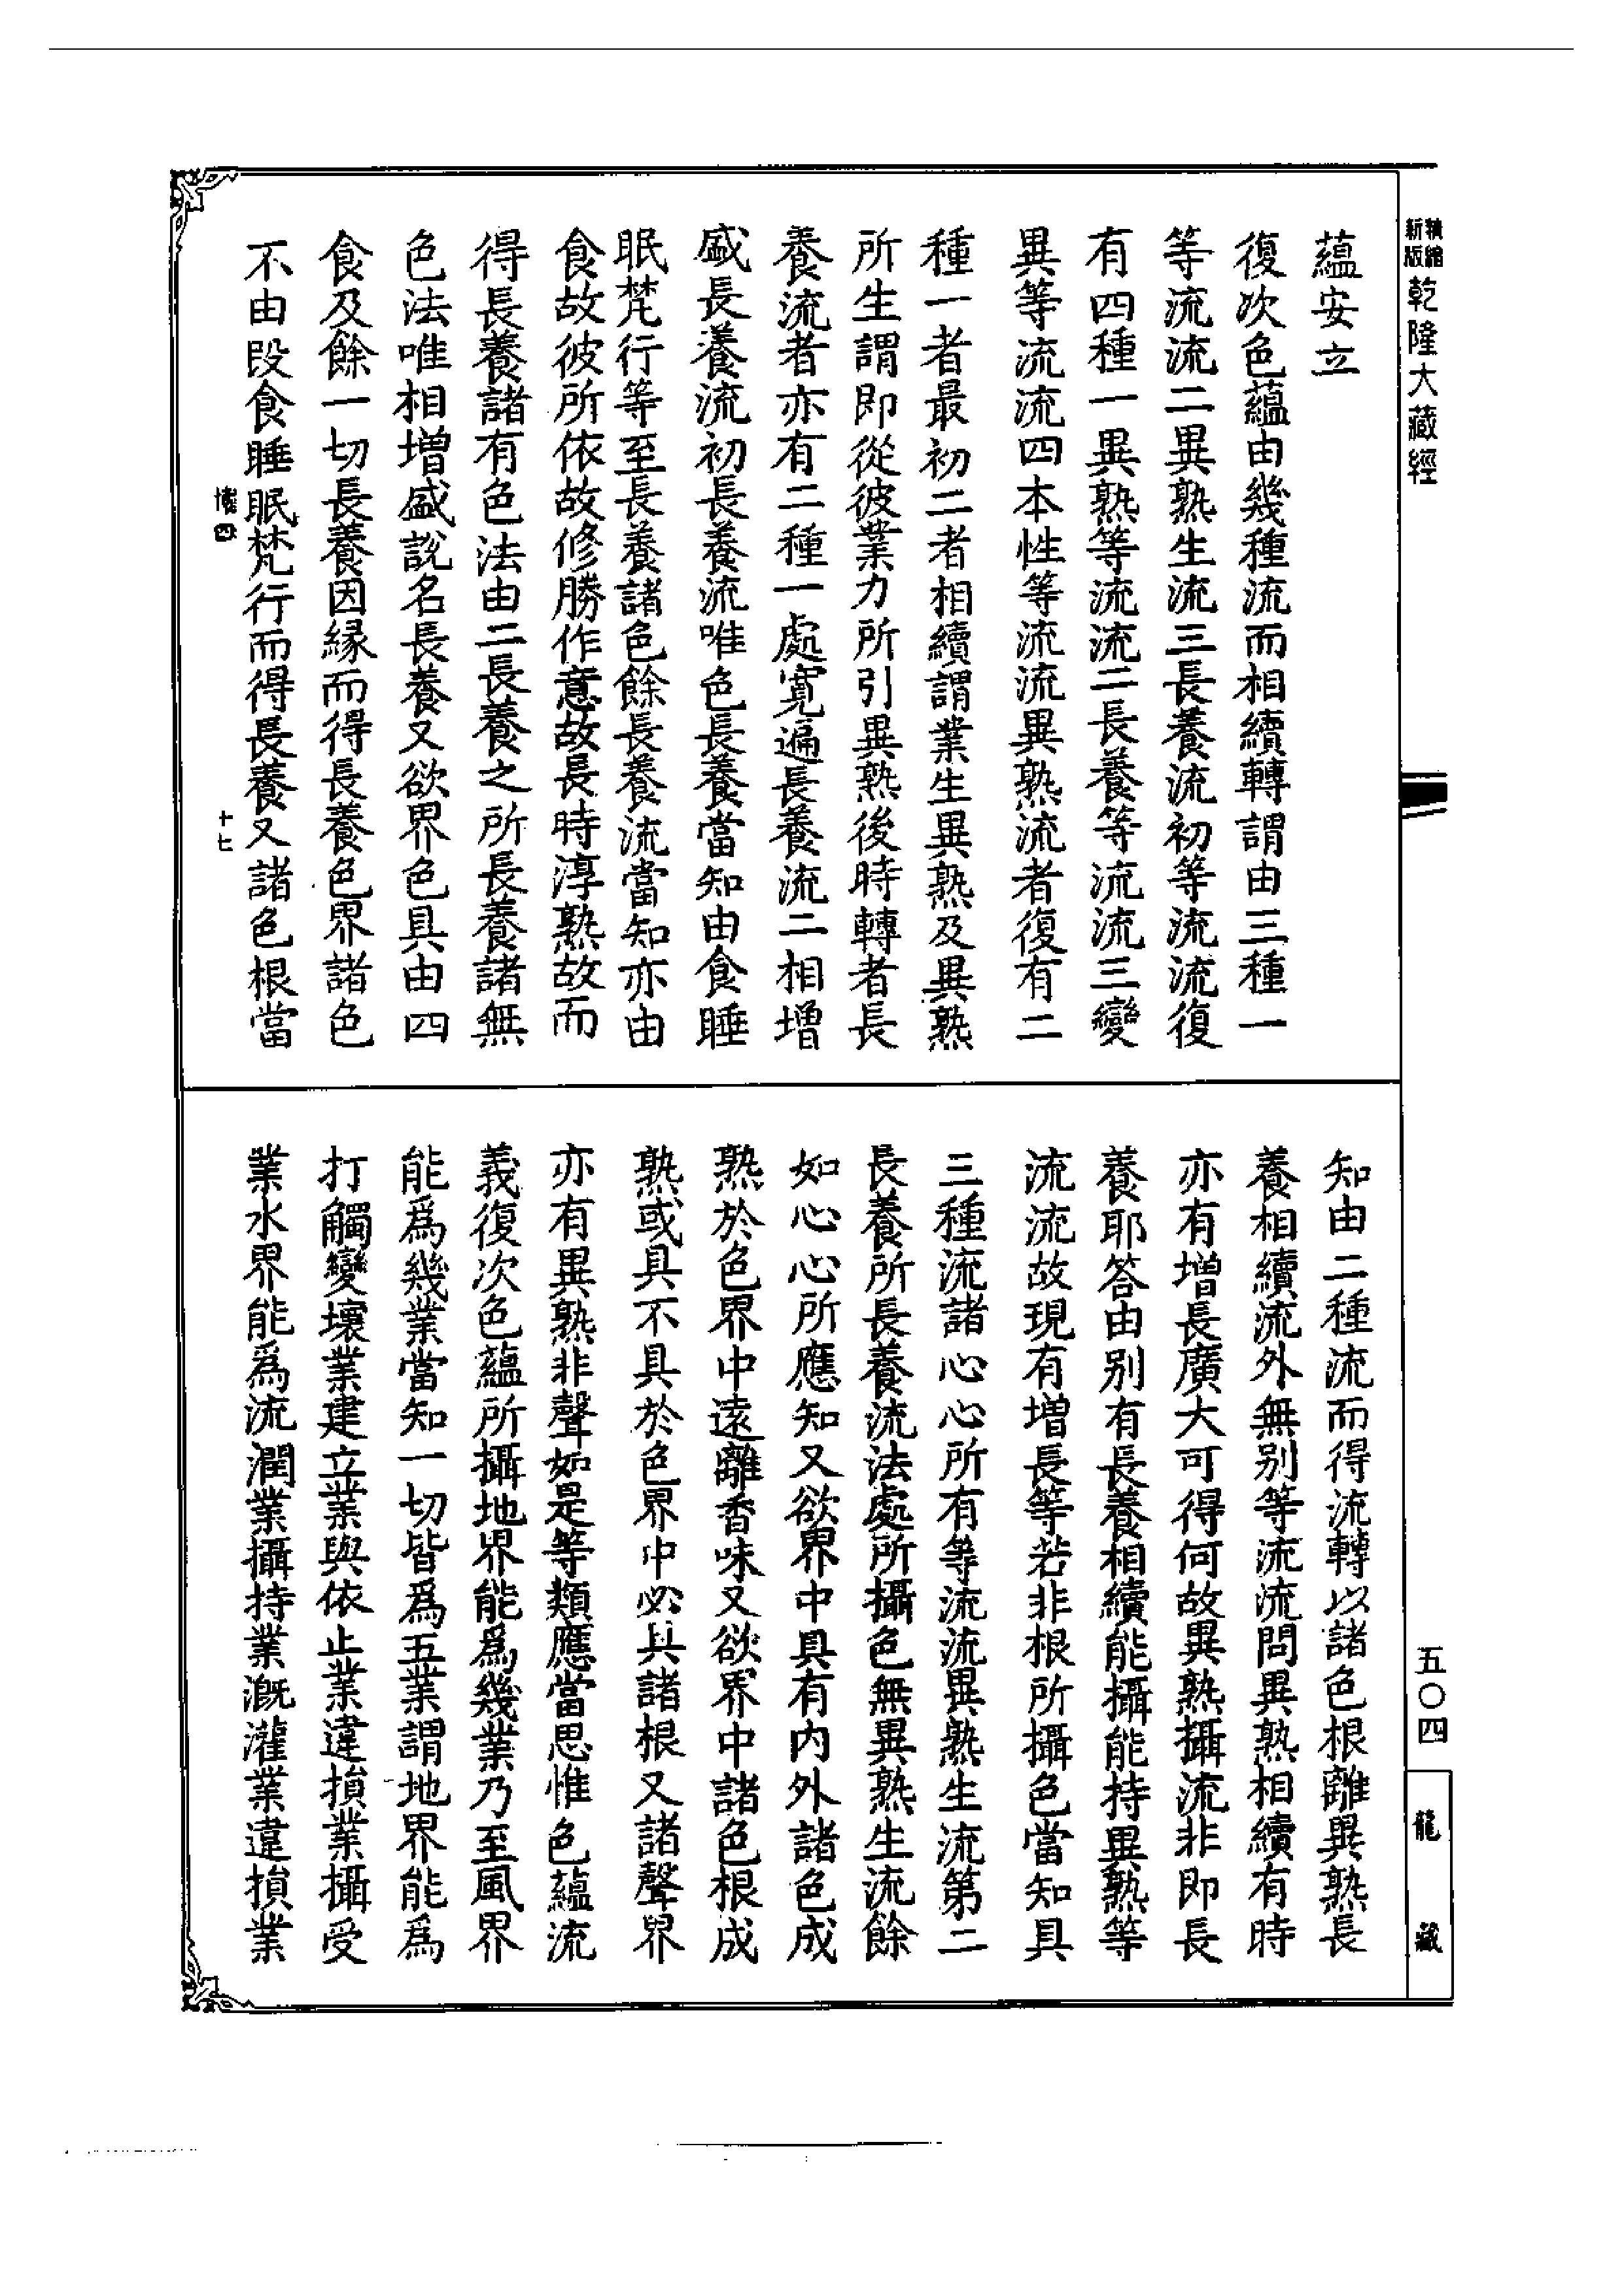 新版精縮乾隆大藏經
蘊安立
復次色蘊由幾種流而相續轉謂由三種一
等流流二異熟生流三長養流初等流流復
有四種一異熟等流流二長養等流流三變
異等流流四本性等流流異熟流者復有二
種一者最初二者相續謂業生異熟及異熟
所生謂即從彼業力所引異熟後時轉者長
養流者亦有二種一處寬遍長養流二相增
盛長養流初長養流唯色長養當知由食睡
眠梵行等至長養諸色餘長養流當知亦由
食故彼所依故修勝作意故長時淳熟故而
得長養諸有色法由二長養之所長養諸無
色法唯相增盛說名長養又欲界色具由四
食及餘一切長養因緣而得長養色界諸色
不由段食睡眠梵行而得長養又諸色根當
十七
知由二種流而得流轉以諸色根離異熟長
養相續流外無別等流流問異熟相續有時
亦有增長廣大可得何故異熟攝流非即長
養耶答由別有長養相續能攝能持異熟等
流流故現有增長等若非根所攝色當知具
三種流諸心心所有等流流異熟生流第二
長養所長養流法處所攝色無異熟生流餘
如心心所應知又欲界中具有內外諸色成
熟於色界中遠離香味又欲界中諸色根成
熟或具不具於色界中必具諸根又諸聲界
亦有異熟非聲如是等類應當思惟色蘊流
義復次色蘊所攝地界能爲幾業乃至風界
能爲幾業當知一切皆爲五業謂地界能爲
打觸變壞業建立業與依止業違損業攝受
業水界能爲流潤業攝持業溉灌業違損業
五〇四
龍藏